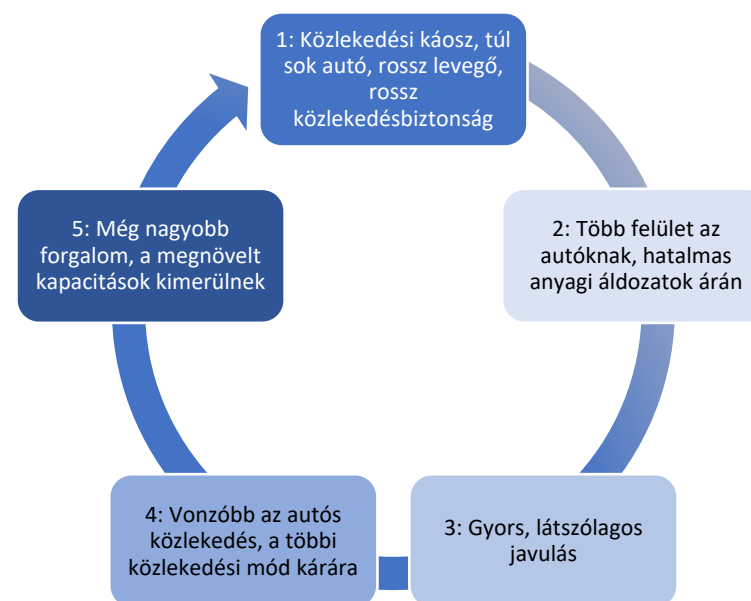 1: Közlekedési káosz, túl
sok autó, rossz levegő,
rossz
közlekedésbiztonság
2: Több felület az
autóknak, hatalmas
anyagi áldozatok árán
3: Gyors, látszólagos
javulás
4: Vonzóbb az autós
közlekedés, a többi
közlekedési mód kárára
5: Még nagyobb
forgalom, a megnövelt
kapacitások kimerülnek